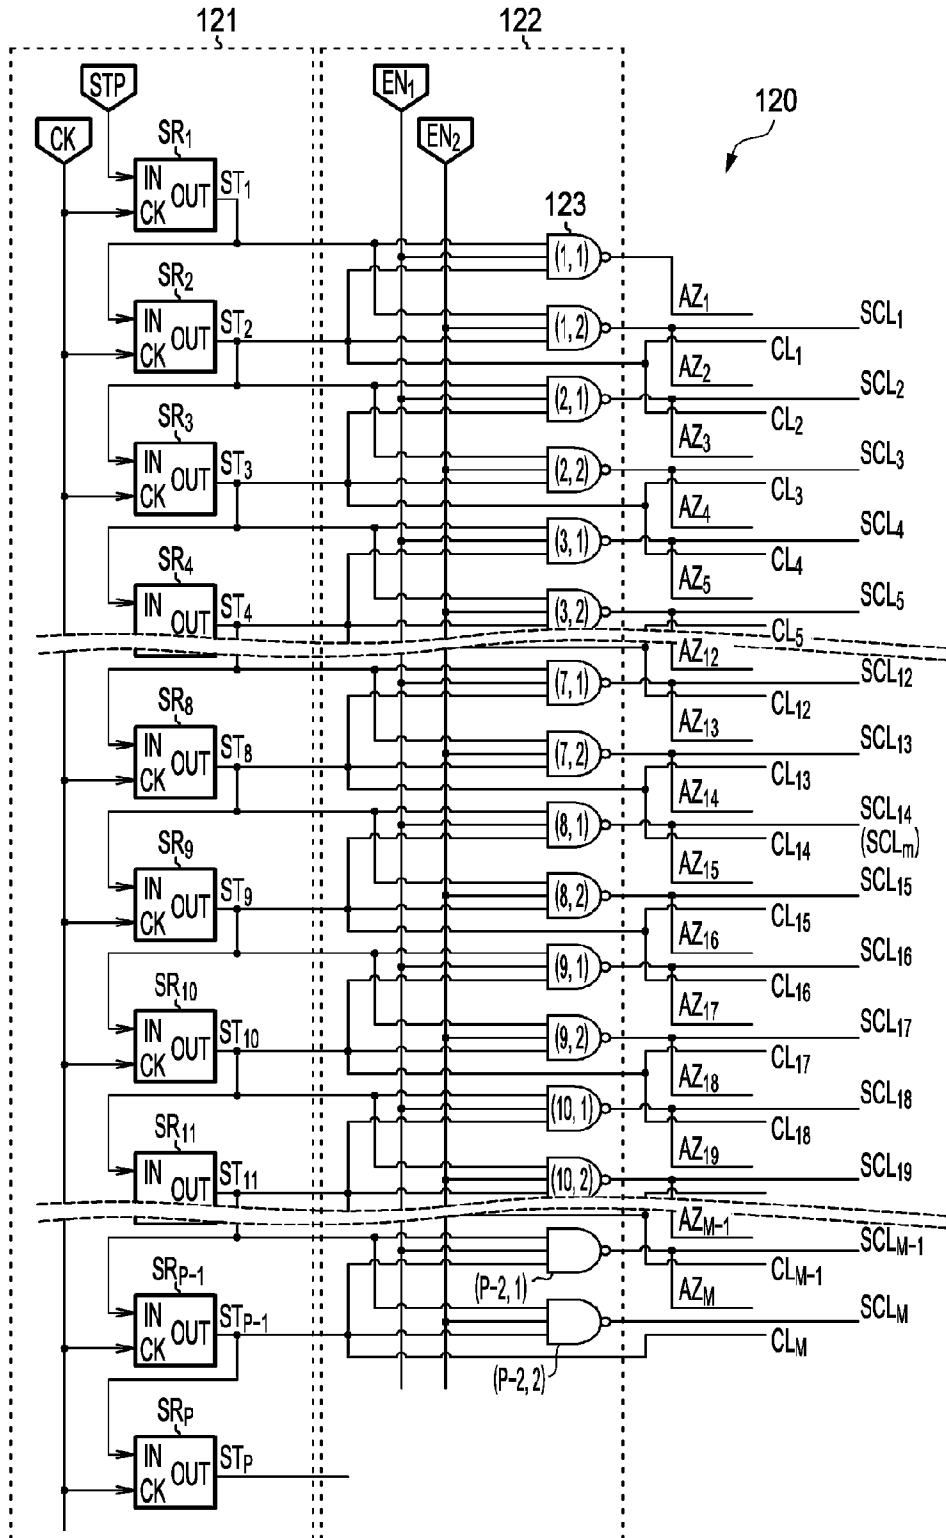 121
122
120
STP
CK
EN₁
EN₂
123
SR₁
IN
CK
OUT
ST₁
(1, 1)
AZ₁
SR₂
IN
CK
OUT
ST₂
(1, 2)
SCL₁
CL₁
AZ₂
(2, 1)
SCL₂
CL₂
AZ₃
SR₃
IN
CK
OUT
ST₃
(2, 2)
SCL₃
CL₃
AZ₄
(3, 1)
SCL₄
CL₄
AZ₅
SR₄
IN
OUT
ST₄
(3, 2)
SCL₅
CL₅
AZ₁₂
(7, 1)
SCL₁₂
CL₁₂
AZ₁₃
SR₈
IN
CK
OUT
ST₈
(7, 2)
SCL₁₃
CL₁₃
AZ₁₄
(8, 1)
SCL₁₄
(SCLₘ)
CL₁₄
AZ₁₅
SR₉
IN
CK
OUT
ST₉
(8, 2)
SCL₁₅
CL₁₅
AZ₁₆
(9, 1)
SCL₁₆
CL₁₆
AZ₁₇
SR₁₀
IN
CK
OUT
ST₁₀
(9, 2)
SCL₁₇
CL₁₇
AZ₁₈
(10, 1)
SCL₁₈
CL₁₈
AZ₁₉
SR₁₁
IN
OUT
ST₁₁
(10, 2)
SCL₁₉
AZM-1
(P-2, 1)
SCLM-1
CLM-1
AZM
SRP-1
IN
CK
OUT
STP-1
(P-2, 2)
SCLM
CLM
SRP
IN
CK
OUT
STP